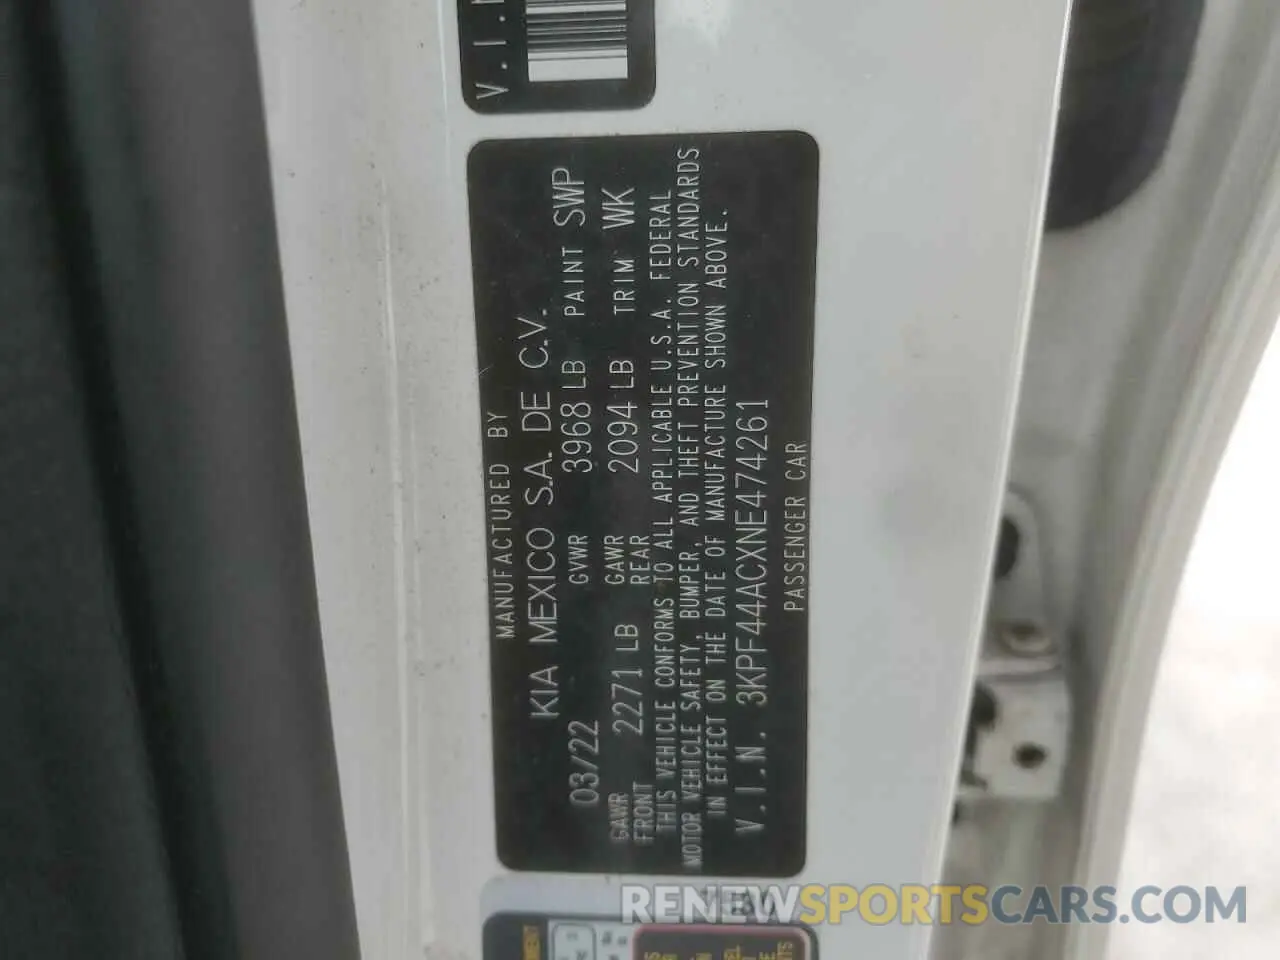 V.I.N
MANUFACTURED BY
KIA MEXICO S.A. DE C.V.
03/22 GVWR 3968 LB PAINT SWP
GAWR FRONT 2271 LB GAWR REAR 2094 LB TRIM WK
THIS VEHICLE CONFORMS TO ALL APPLICABLE U.S.A. FEDERAL
MOTOR VEHICLE SAFETY, BUMPER, AND THEFT PREVENTION STANDARDS
IN EFFECT ON THE DATE OF MANUFACTURE SHOWN ABOVE.
V.I.N. 3KPF44ACXNE474261
PASSENGER CAR
RENEWSPORTSCARS.COM